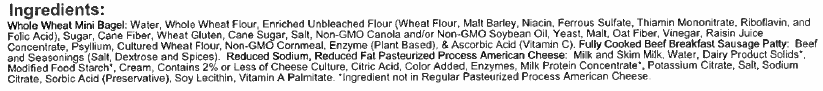 Ingredients:
Whole Wheat Mini Bagel: Water, Whole Wheat Flour, Enriched Unbleached Flour (Wheat Flour, Malt Barley, Niacin, Ferrous Sulfate, Thiamin Mononitrate, Riboflavin, and
Folic Acid), Sugar, Cane Fiber, Wheat Gluten, Cane Sugar, Salt, Non-GMO Canola and/or Non-GMO Soybean Oil, Yeast, Malt, Oat Fiber, Vinegar, Raisin Juice
Concentrate, Psyllium, Cultured Wheat Flour, Non-GMO Cornmeal, Enzyme (Plant Based), & Ascorbic Acid (Vitamin C). Fully Cooked Beef Breakfast Sausage Patty: Beef
and Seasonings (Salt, Dextrose and Spices). Reduced Sodium, Reduced Fat Pasteurized Process American Cheese: Milk and Skim Milk, Water, Dairy Product Solids*,
Modified Food Starch*, Cream, Contains 2% or Less of Cheese Culture, Citric Acid, Color Added, Enzymes, Milk Protein Concentrate*, Potassium Citrate, Salt, Sodium
Citrate, Sorbic Acid (Preservative), Soy Lecithin, Vitamin A Palmitate. *Ingredient not in Regular Pasteurized Process American Cheese.